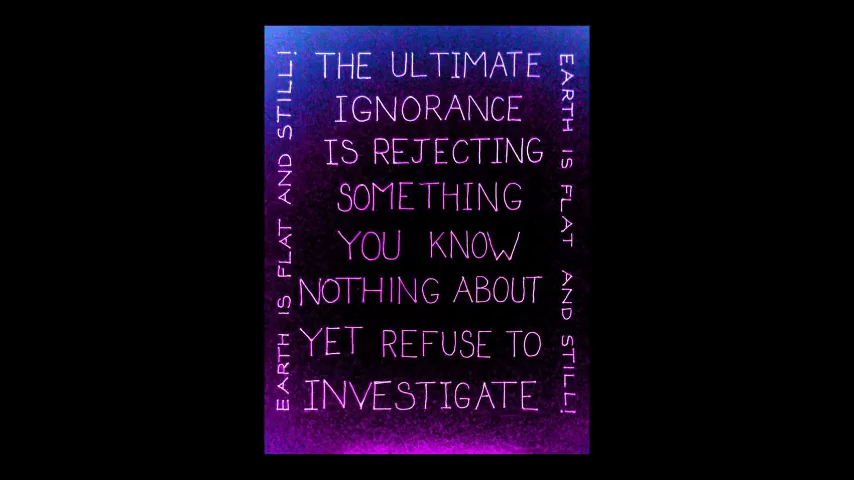 THE ULTIMATE
IGNORANCE
IS REJECTING
SOMETHING
YOU KNOW
NOTHING ABOUT
YET REFUSE TO
INVESTIGATE
EARTH IS FLAT AND STILL!
EARTH IS FLAT AND STILL!